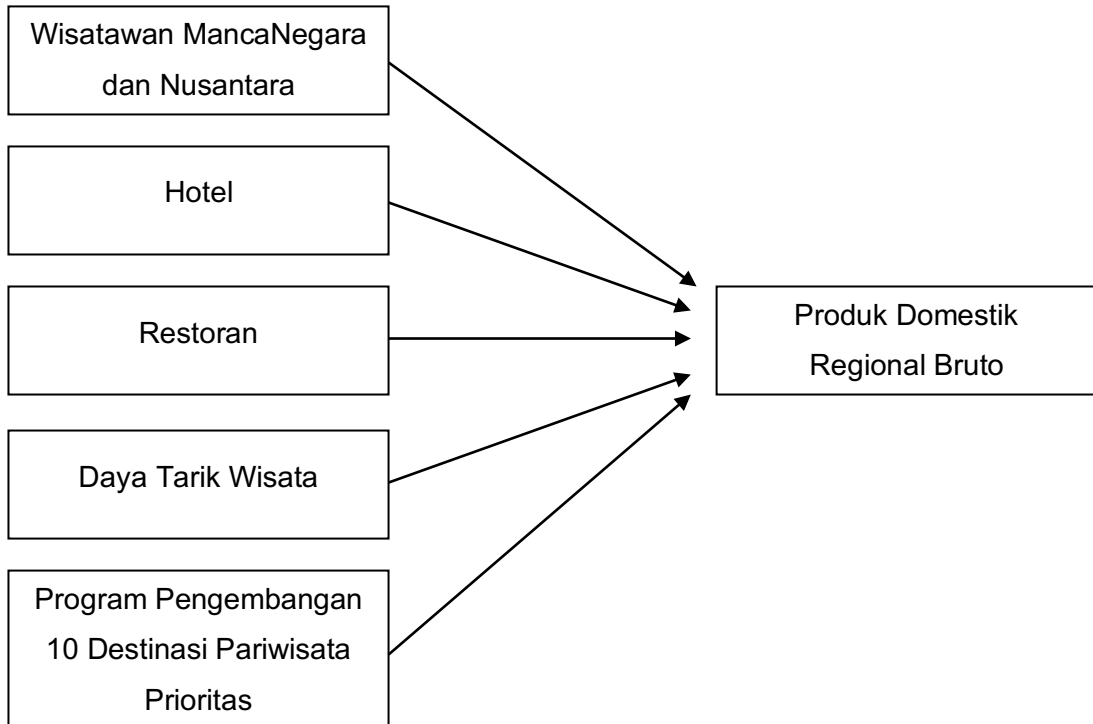 Wisatawan MancaNegara
dan Nusantara
Hotel
Restoran
Daya Tarik Wisata
Program Pengembangan
10 Destinasi Pariwisata
Prioritas
Produk Domestik
Regional Bruto